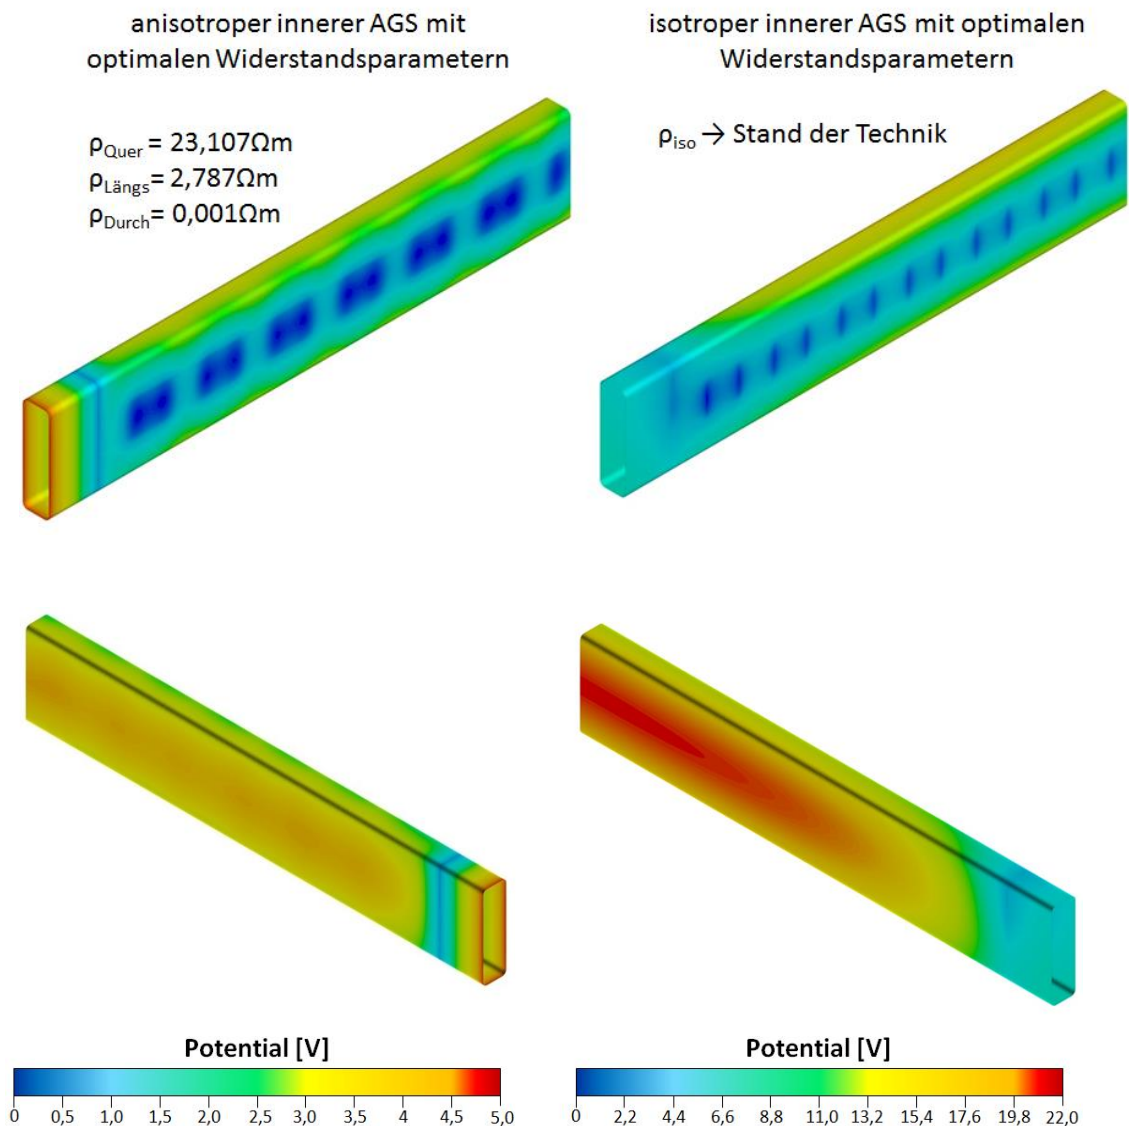 anisotroper innerer AGS mit
optimalen Widerstandsparametern
isotroper innerer AGS mit optimalen
Widerstandsparametern
ρQuer = 23,107Ωm
ρLängs= 2,787Ωm
ρDurch= 0,001Ωm
ρiso → Stand der Technik
Potential [V]
0 0,5 1,0 1,5 2,0 2,5 3,0 3,5 4 4,5 5,0
Potential [V]
0 2,2 4,4 6,6 8,8 11,0 13,2 15,4 17,6 19,8 22,0